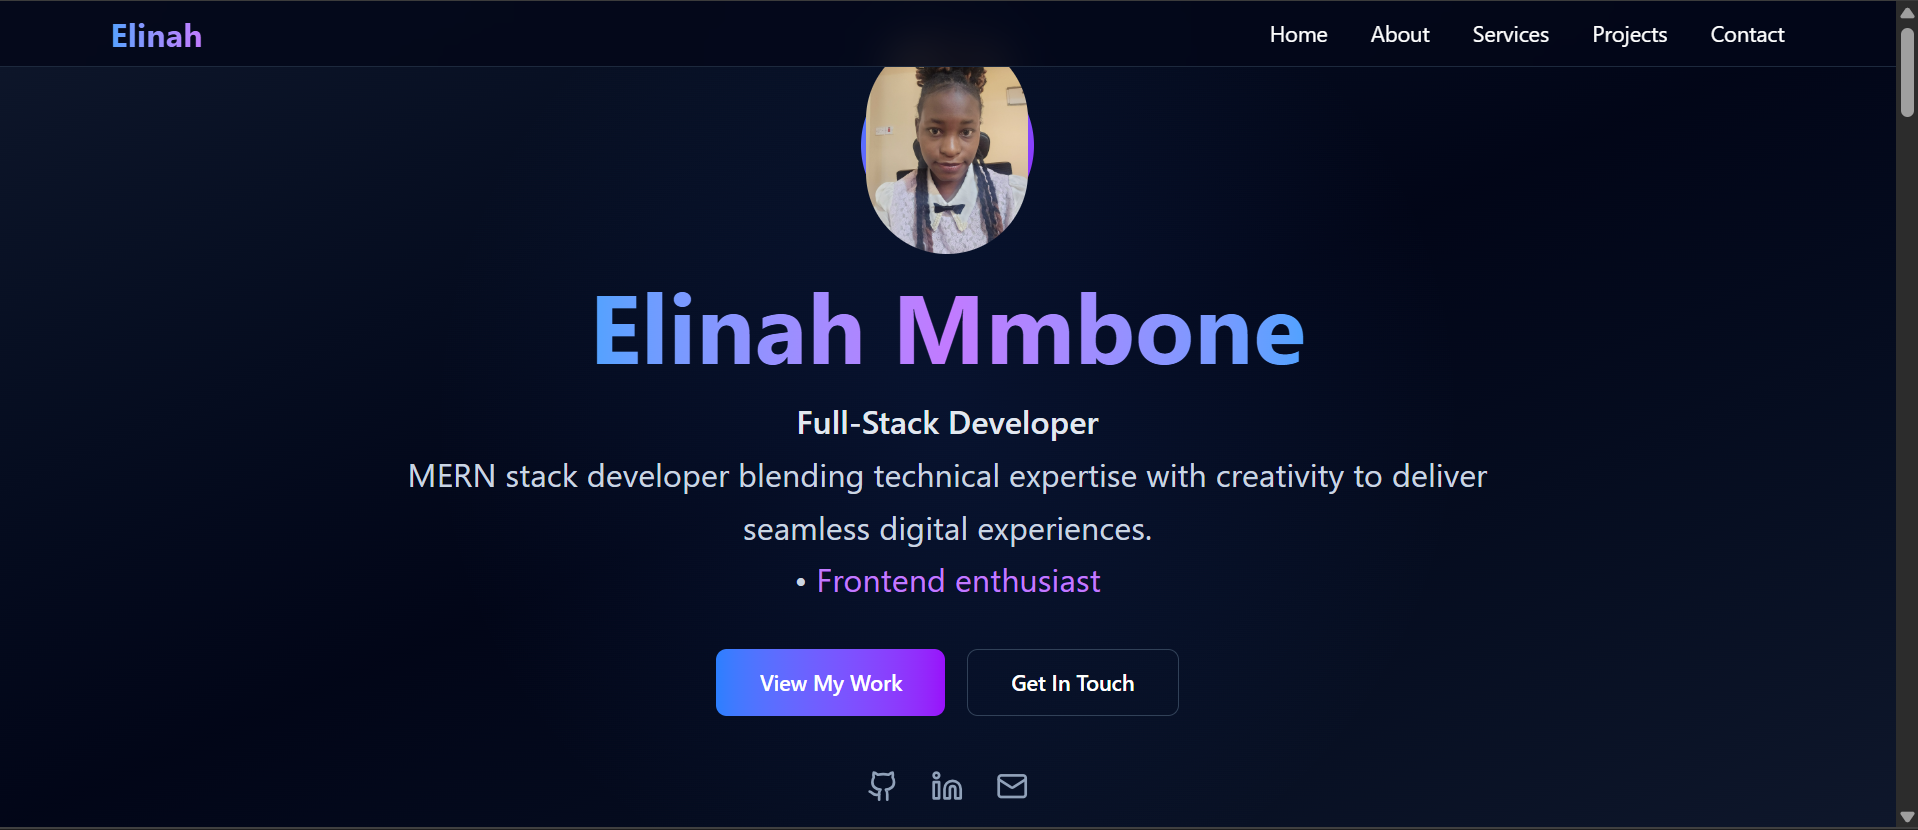 Elinah
Home About Services Projects Contact
Elinah Mmbone
Full-Stack Developer
MERN stack developer blending technical expertise with creativity to deliver
seamless digital experiences.
• Frontend enthusiast
View My Work
Get In Touch
in